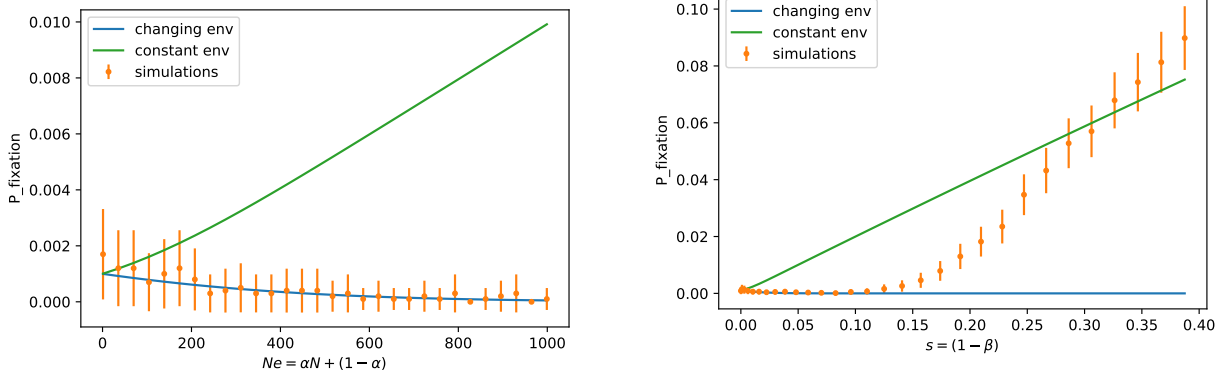 0.010
0.008
0.006
0.004
0.002
0.000
P_fixation
changing env
constant env
simulations
0 200 400 600 800 1000
Ne = αN + (1 − α)
0.10
0.08
0.06
0.04
0.02
0.00
P_fixation
changing env
constant env
simulations
0.00 0.05 0.10 0.15 0.20 0.25 0.30 0.35 0.40
s = (1 − β)